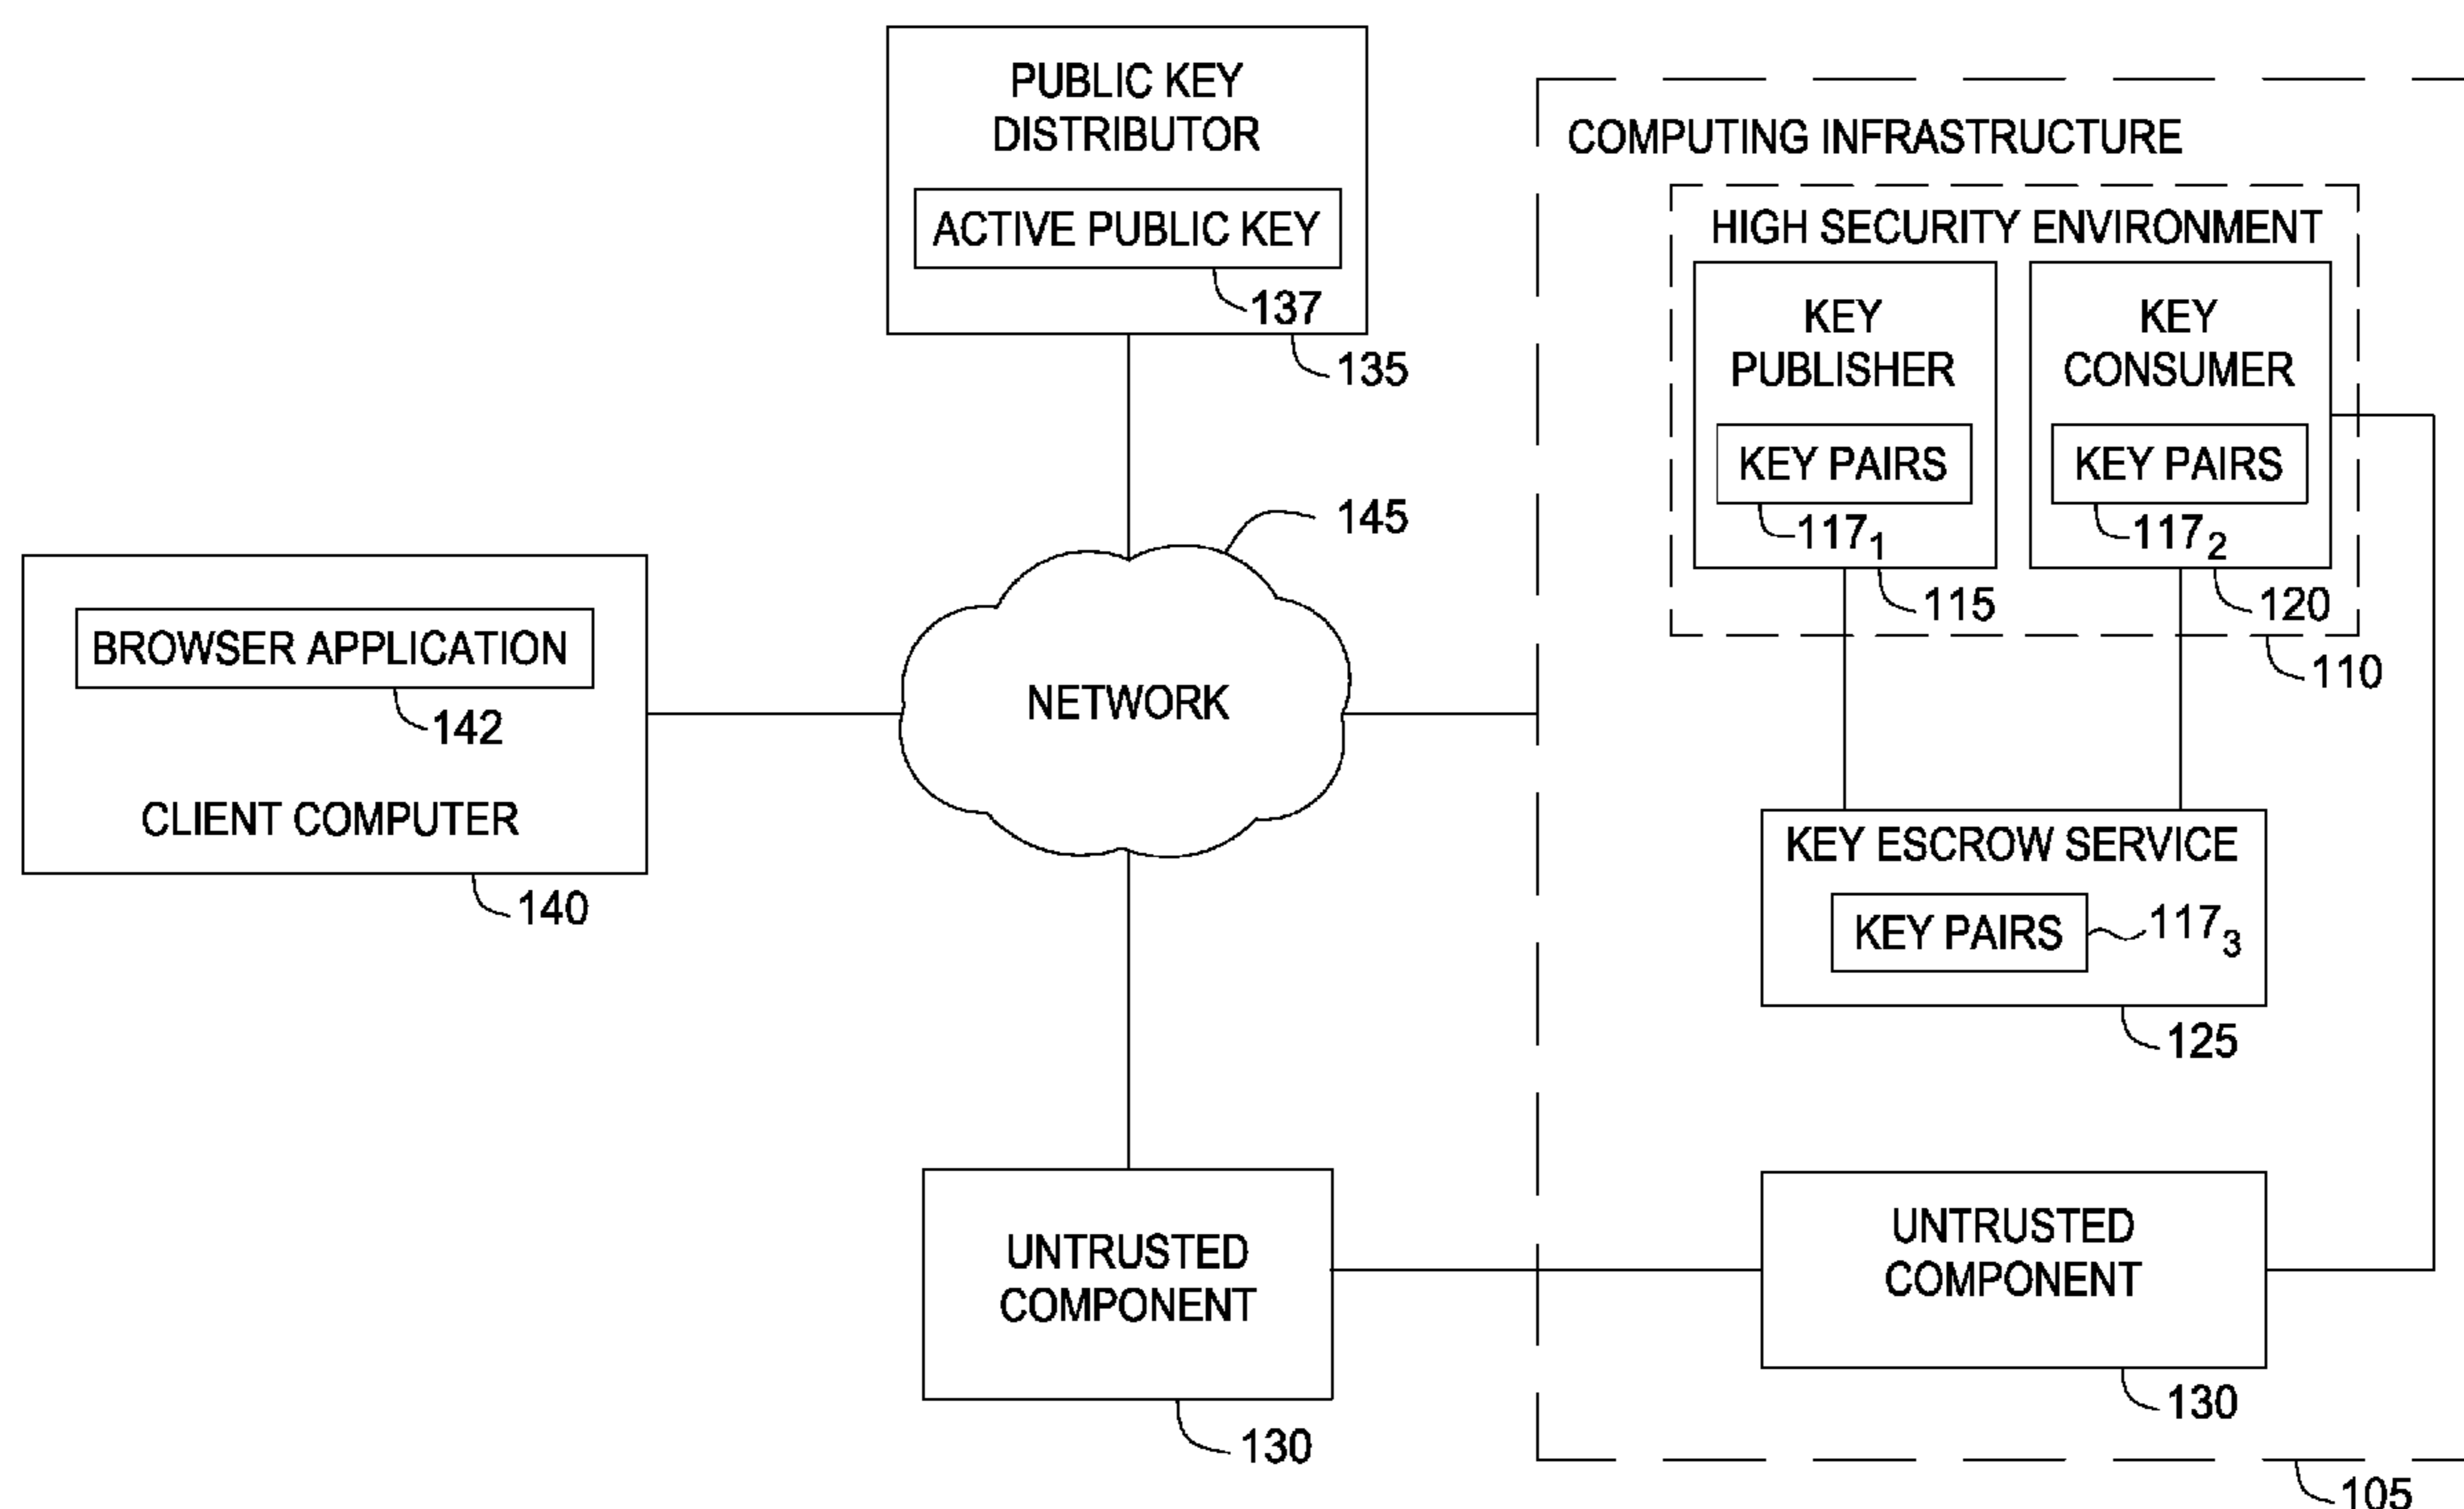 PUBLIC KEY
DISTRIBUTOR
ACTIVE PUBLIC KEY
137
135
COMPUTING INFRASTRUCTURE
HIGH SECURITY ENVIRONMENT
KEY
PUBLISHER
KEY PAIRS
117₁
115
KEY
CONSUMER
KEY PAIRS
117₂
120
110
145
NETWORK
BROWSER APPLICATION
142
CLIENT COMPUTER
140
KEY ESCROW SERVICE
KEY PAIRS
117₃
125
UNTRUSTED
COMPONENT
130
UNTRUSTED
COMPONENT
130
105